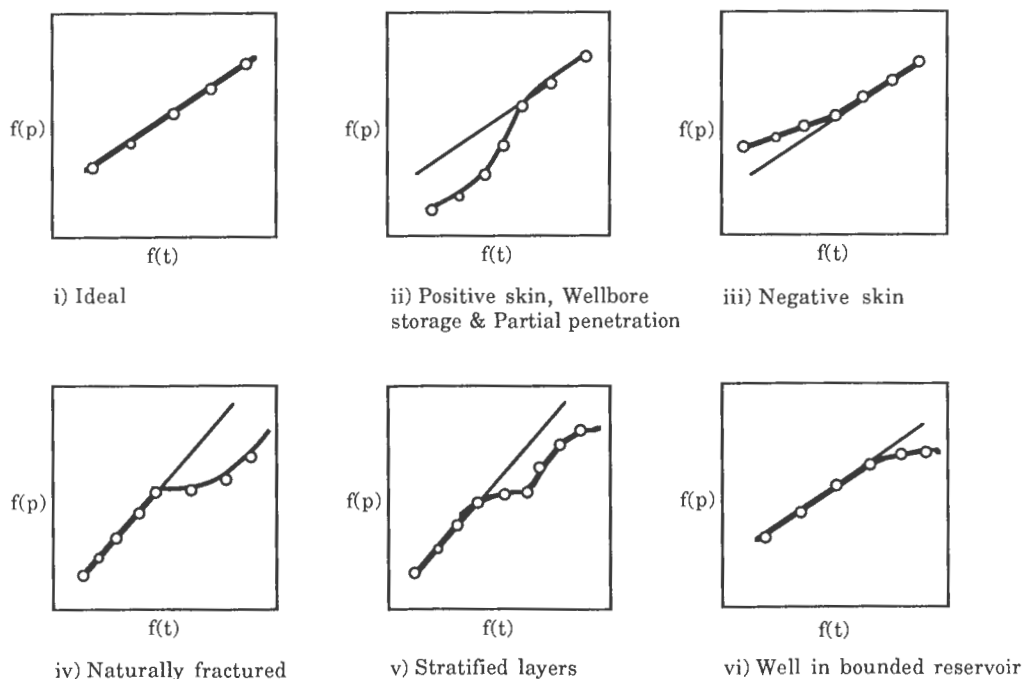 f(p)
f(t)
i) Ideal
f(p)
f(t)
ii) Positive skin, Wellbore
storage & Partial penetration
f(p)
f(t)
iii) Negative skin
f(p)
f(t)
iv) Naturally fractured
f(p)
f(t)
v) Stratified layers
f(p)
f(t)
vi) Well in bounded reservoir